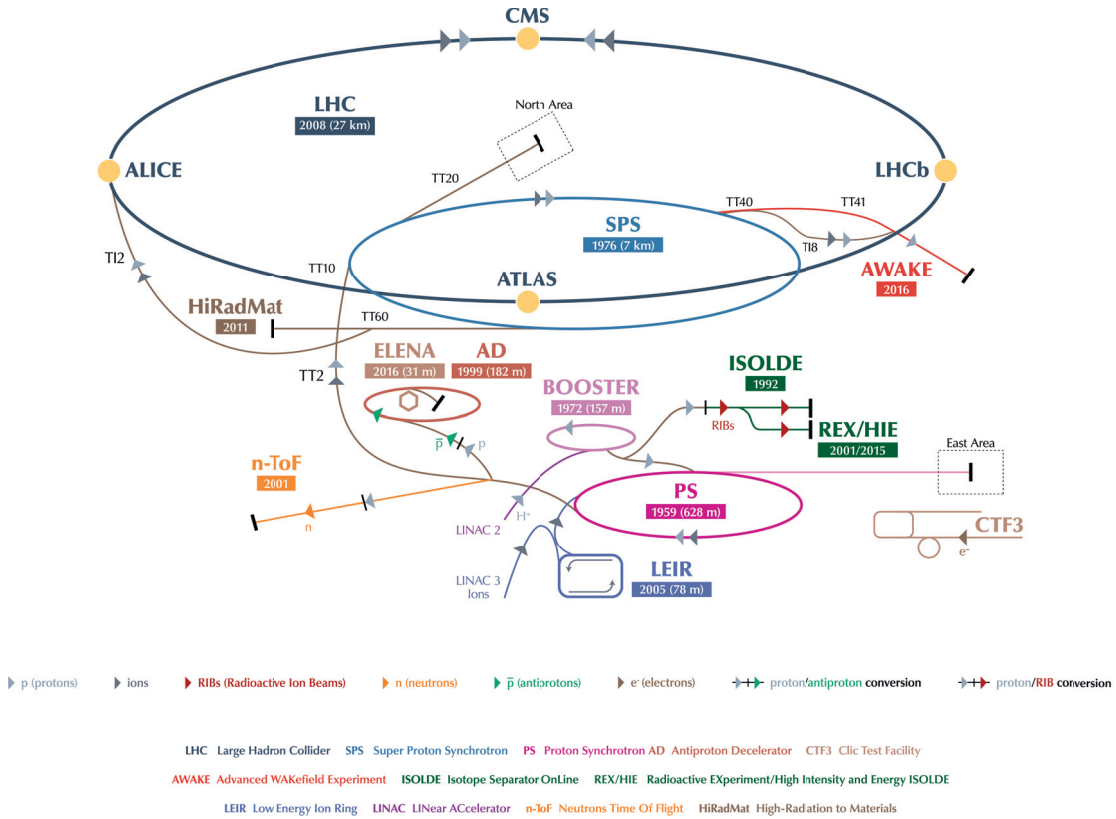 CMS
LHC
2008 (27 km)
North Area
ALICE
LHCb
TT20
TT40
TT41
SPS
1976 (7 km)
TI8
TI2
TT10
AWAKE
2016
ATLAS
HiRadMat
2011
TT60
ELENA
2016 (31 m)
AD
1999 (182 m)
TT2
ISOLDE
1992
BOOSTER
1972 (157 m)
RIBs
REX/HIE
2001/2015
p̅
p
East Area
n-ToF
2001
PS
1959 (628 m)
n
H⁺
LINAC 2
CTF3
e⁻
LEIR
2005 (78 m)
LINAC 3
Ions
p (protons) ions RIBs (Radioactive Ion Beams) n (neutrons) p̅ (antiprotons) e⁻ (electrons) proton/antiproton conversion proton/RIB conversion
LHC Large Hadron Collider SPS Super Proton Synchrotron PS Proton Synchrotron AD Antiproton Decelerator CTF3 Clic Test Facility
AWAKE Advanced WAKefield Experiment ISOLDE Isotope Separator OnLine REX/HIE Radioactive EXperiment/High Intensity and Energy ISOLDE
LEIR Low Energy Ion Ring LINAC LINear ACcelerator n-ToF Neutrons Time Of Flight HiRadMat High-Radation to Materials